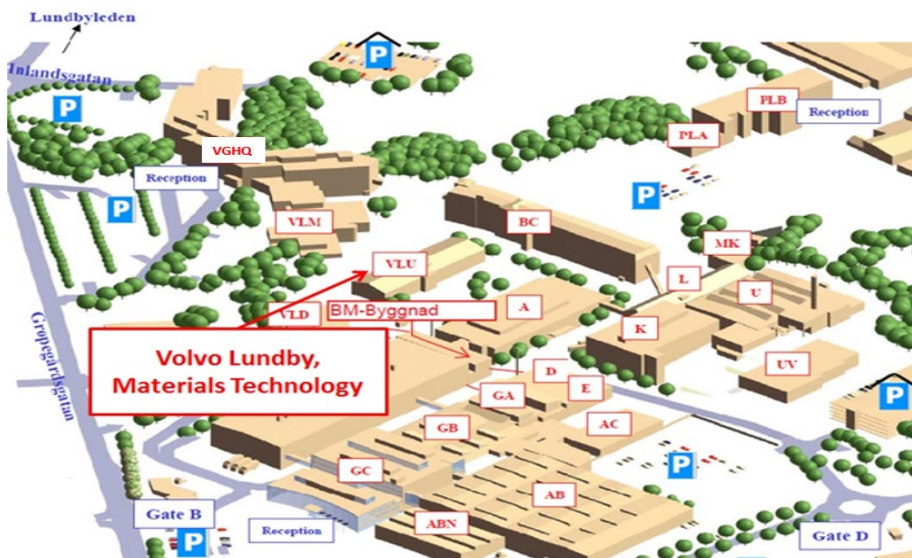 Lundbyleden
Inlandsgatan
P
P
PLB
Reception
PLA
VGHQ
Reception
P
P
VLM
BC
MK
VLU
L
U
VLD
BM-Byggnad
A
K
Gropegårdsgatan
Volvo Lundby,
Materials Technology
D
E
UV
GA
AC
GB
P
GC
P
AB
Gate B
Reception
ABN
Gate D
P